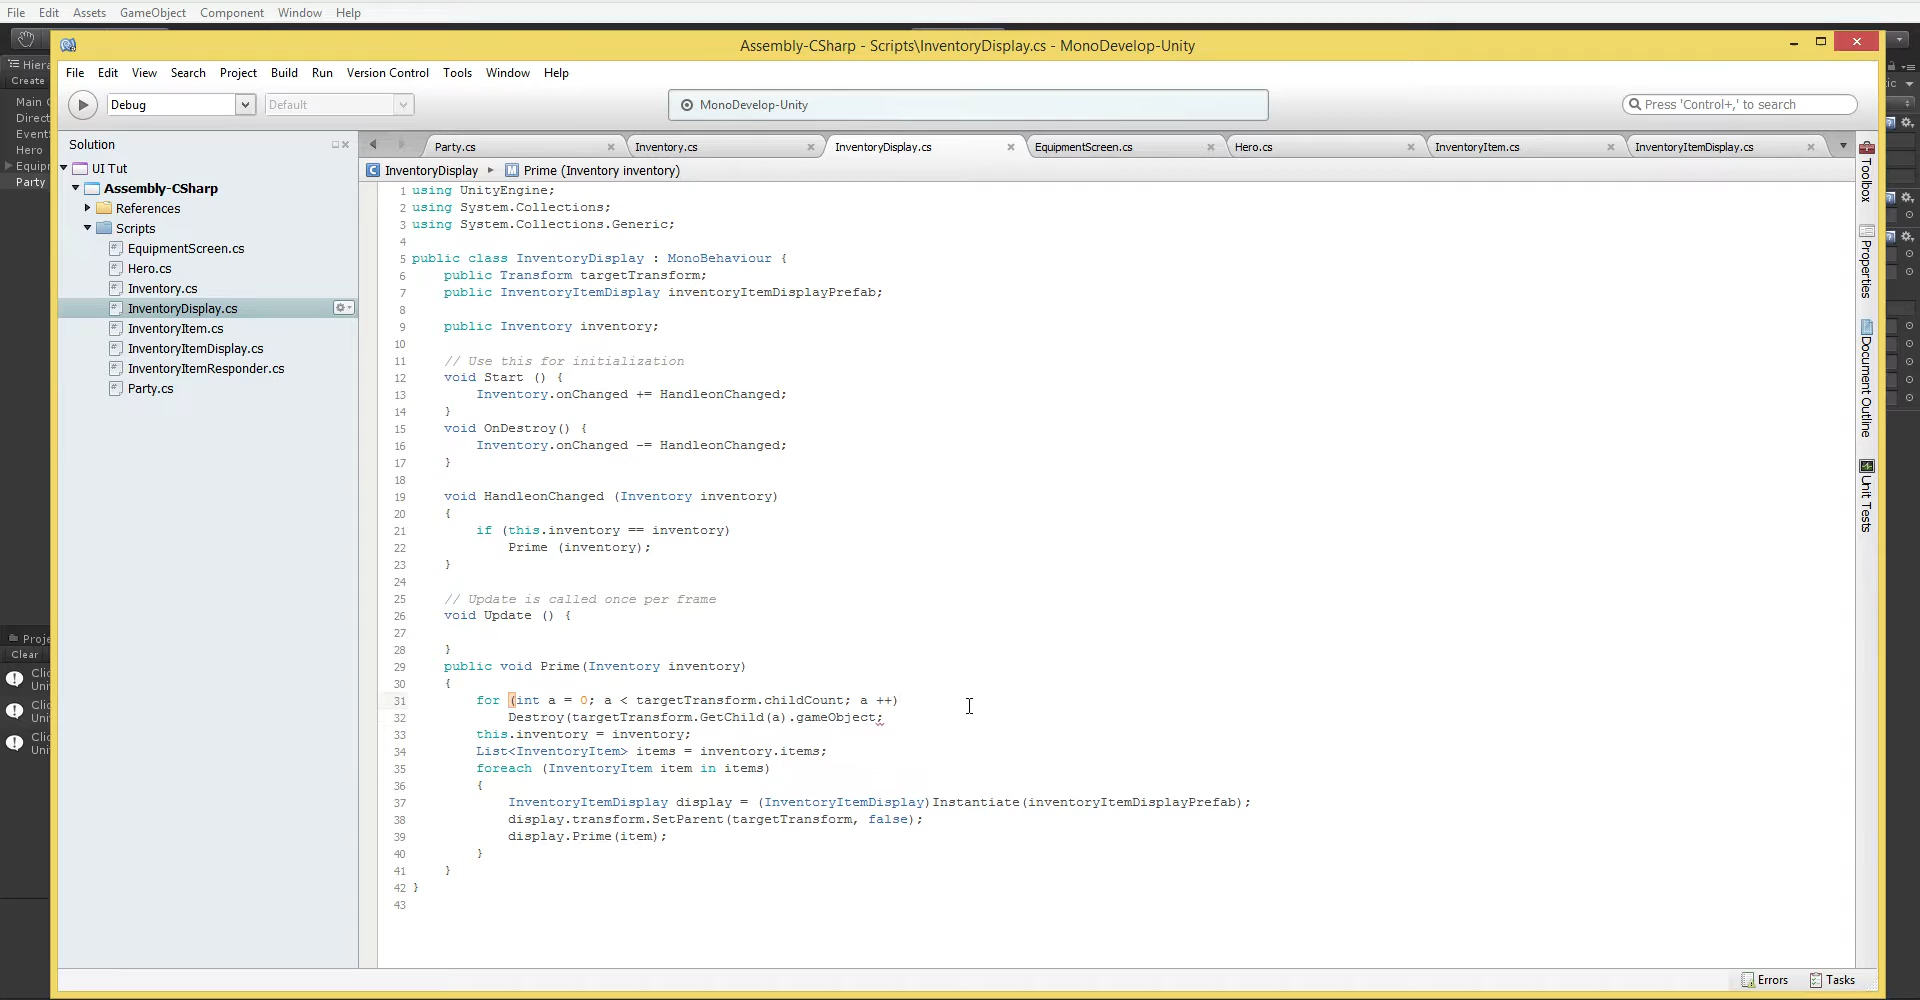 File Edit Assets GameObject Component Window Help
Assembly-CSharp - Scripts\InventoryDisplay.cs - MonoDevelop-Unity
File Edit View Search Project Build Run Version Control Tools Window Help
Debug Default MonoDevelop-Unity Press 'Control+,' to search
Hiera
Create
Main C
Direct
Event
Hero
Equip
Party
Solution
UI Tut
Assembly-CSharp
References
Scripts
EquipmentScreen.cs
Hero.cs
Inventory.cs
InventoryDisplay.cs
InventoryItem.cs
InventoryItemDisplay.cs
InventoryItemResponder.cs
Party.cs
Proje
Clear
Clic
Unit
Clic
Unit
Clic
Unit
Party.cs Inventory.cs InventoryDisplay.cs EquipmentScreen.cs Hero.cs InventoryItem.cs InventoryItemDisplay.cs
InventoryDisplay Prime (Inventory inventory)
1 using UnityEngine;
2 using System.Collections;
3 using System.Collections.Generic;
4
5 public class InventoryDisplay : MonoBehaviour {
6 public Transform targetTransform;
7 public InventoryItemDisplay inventoryItemDisplayPrefab;
8
9 public Inventory inventory;
10
11 // Use this for initialization
12 void Start () {
13 Inventory.onChanged += HandleonChanged;
14 }
15 void OnDestroy() {
16 Inventory.onChanged -= HandleonChanged;
17 }
18
19 void HandleonChanged (Inventory inventory)
20 {
21 if (this.inventory == inventory)
22 Prime (inventory);
23 }
24
25 // Update is called once per frame
26 void Update () {
27
28 }
29 public void Prime(Inventory inventory)
30 {
31 for (int a = 0; a < targetTransform.childCount; a ++)
32 Destroy(targetTransform.GetChild(a).gameObject;
33 this.inventory = inventory;
34 List<InventoryItem> items = inventory.items;
35 foreach (InventoryItem item in items)
36 {
37 InventoryItemDisplay display = (InventoryItemDisplay)Instantiate(inventoryItemDisplayPrefab);
38 display.transform.SetParent(targetTransform, false);
39 display.Prime(item);
40 }
41 }
42 }
43
Toolbox
Properties
Document Outline
Unit Tests
Errors Tasks